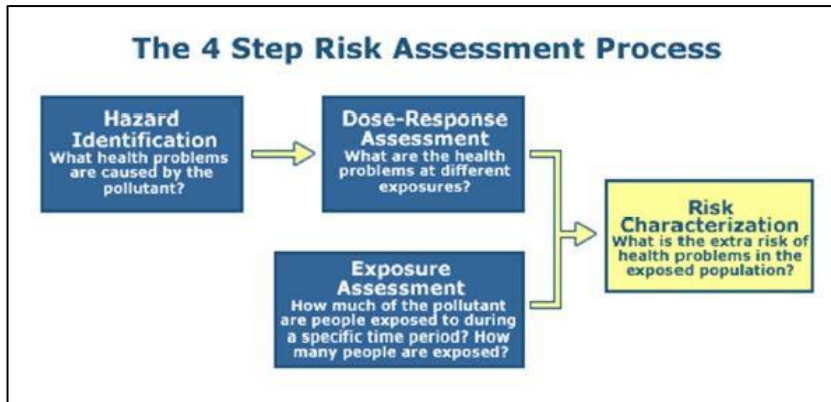 The 4 Step Risk Assessment Process
Hazard
Identification
What health problems
are caused by the
pollutant?
Dose-Response
Assessment
What are the health
problems at different
exposures?
Exposure
Assessment
How much of the pollutant
are people exposed to during
a specific time period? How
many people are exposed?
Risk
Characterization
What is the extra risk of
health problems in the
exposed population?